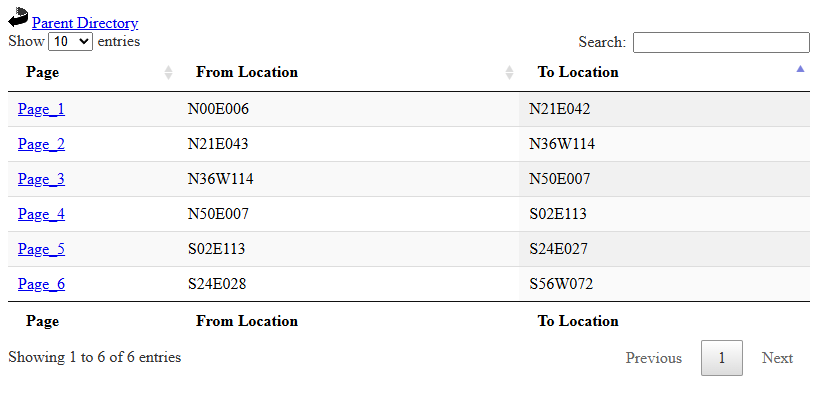 Parent Directory
Show 10 entries Search:
Page From Location To Location
Page_1 N00E006 N21E042
Page_2 N21E043 N36W114
Page_3 N36W114 N50E007
Page_4 N50E007 S02E113
Page_5 S02E113 S24E027
Page_6 S24E028 S56W072
Page From Location To Location
Showing 1 to 6 of 6 entries Previous 1 Next